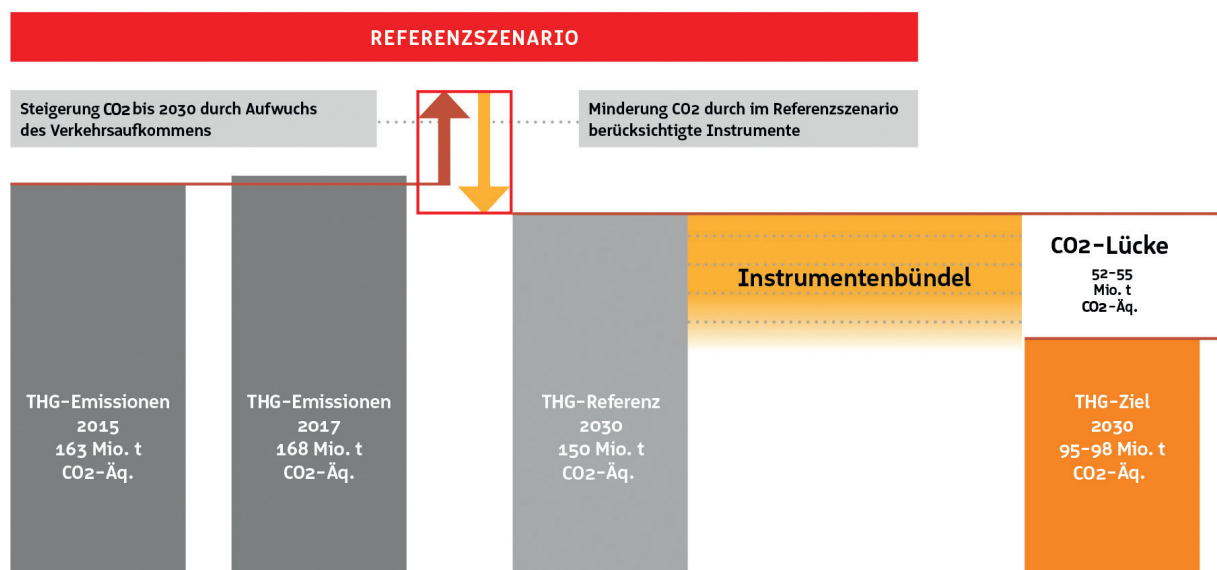 REFERENZSZENARIO
Steigerung CO2 bis 2030 durch Aufwuchs
des Verkehrsaufkommens
Minderung CO2 durch im Referenzszenario
berücksichtigte Instrumente
THG-Emissionen
2015
163 Mio. t
CO2-Äq.
THG-Emissionen
2017
168 Mio. t
CO2-Äq.
THG-Referenz
2030
150 Mio. t
CO2-Äq.
Instrumentenbündel
CO2-Lücke
52-55
Mio. t
CO2-Äq.
THG-Ziel
2030
95-98 Mio. t
CO2-Äq.